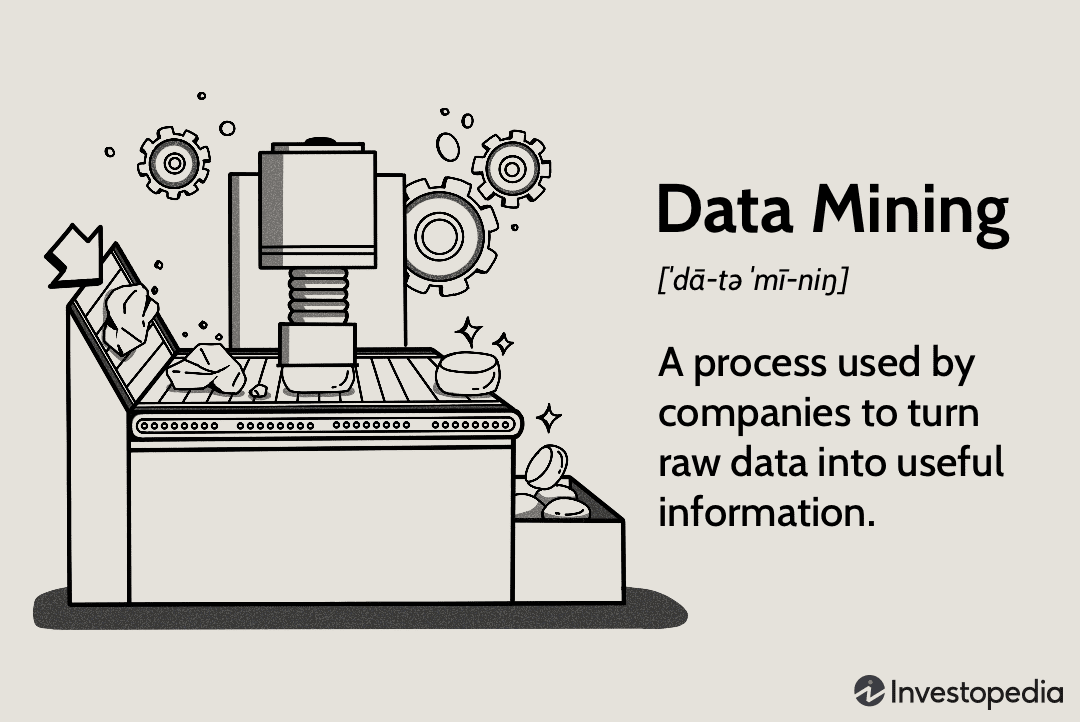 Data Mining
[ˈdā-tə ˈmī-niŋ]
A process used by
companies to turn
raw data into useful
information.
Investopedia